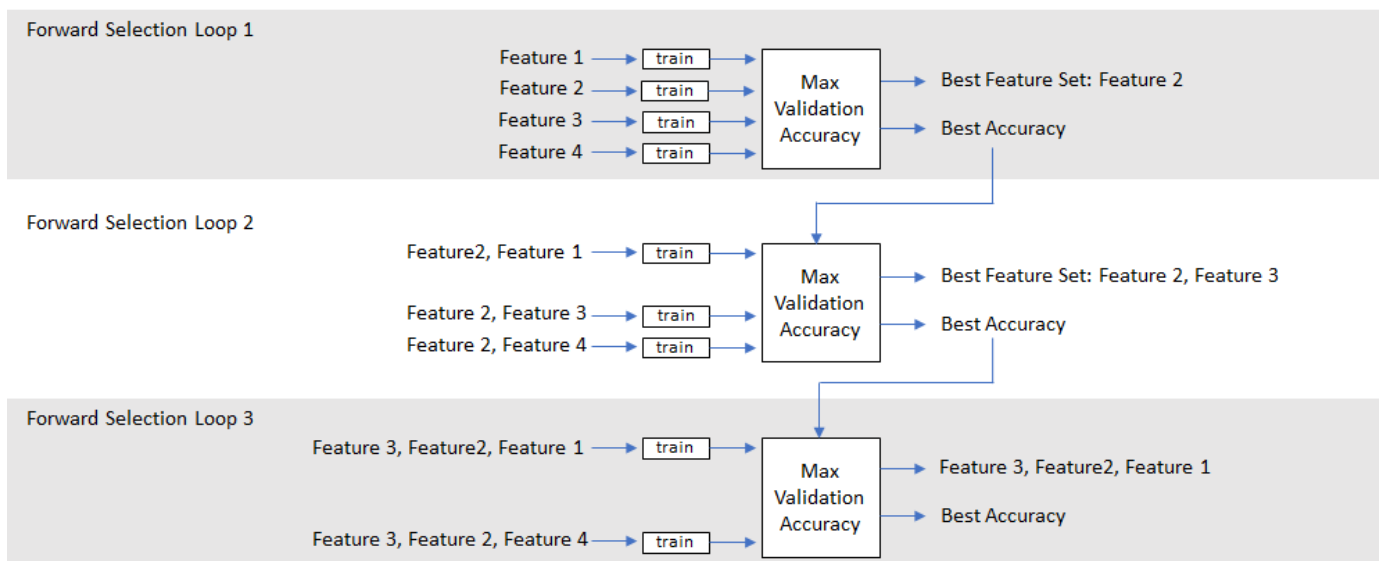 Forward Selection Loop 1
Feature 1
train
Feature 2
train
Feature 3
train
Feature 4
train
Max
Validation
Accuracy
Best Feature Set: Feature 2
Best Accuracy
Forward Selection Loop 2
Feature2, Feature 1
train
Feature 2, Feature 3
train
Feature 2, Feature 4
train
Max
Validation
Accuracy
Best Feature Set: Feature 2, Feature 3
Best Accuracy
Forward Selection Loop 3
Feature 3, Feature2, Feature 1
train
Feature 3, Feature 2, Feature 4
train
Max
Validation
Accuracy
Feature 3, Feature2, Feature 1
Best Accuracy